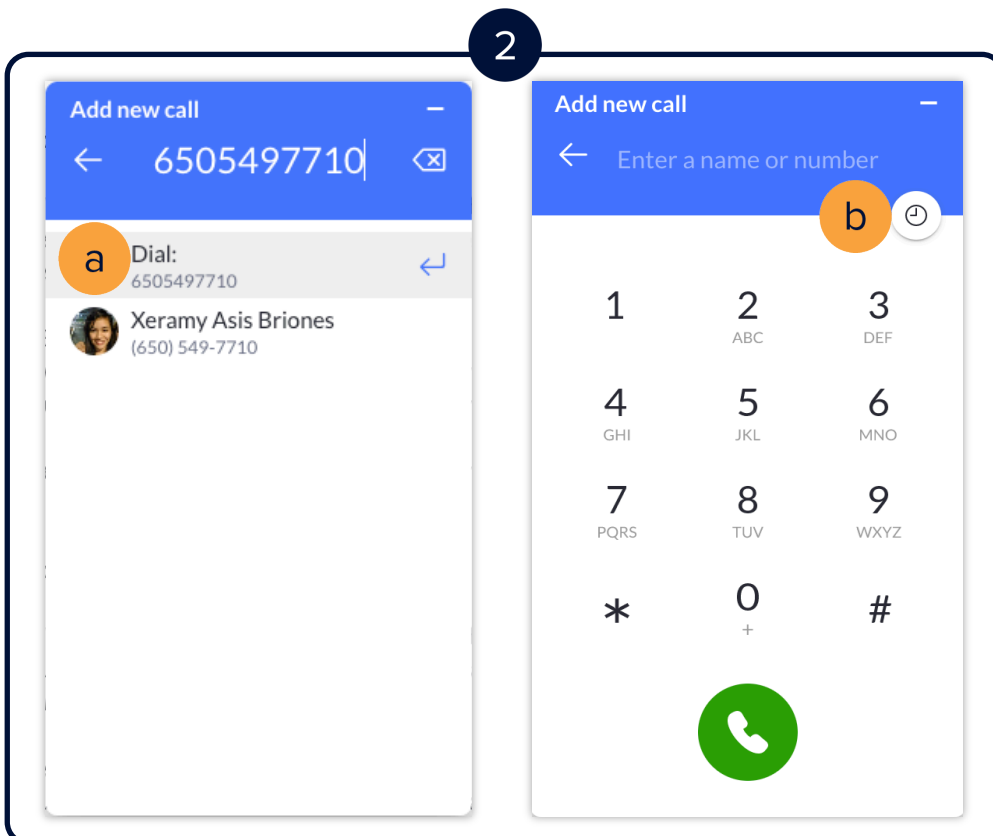 2
Add new call
6505497710
a
Dial:
6505497710
Xeramy Asis Briones
(650) 549-7710
Add new call
Enter a name or number
b
1 2 3
ABC DEF
4 5 6
GHI JKL MNO
7 8 9
PQRS TUV WXYZ
* 0 #
+